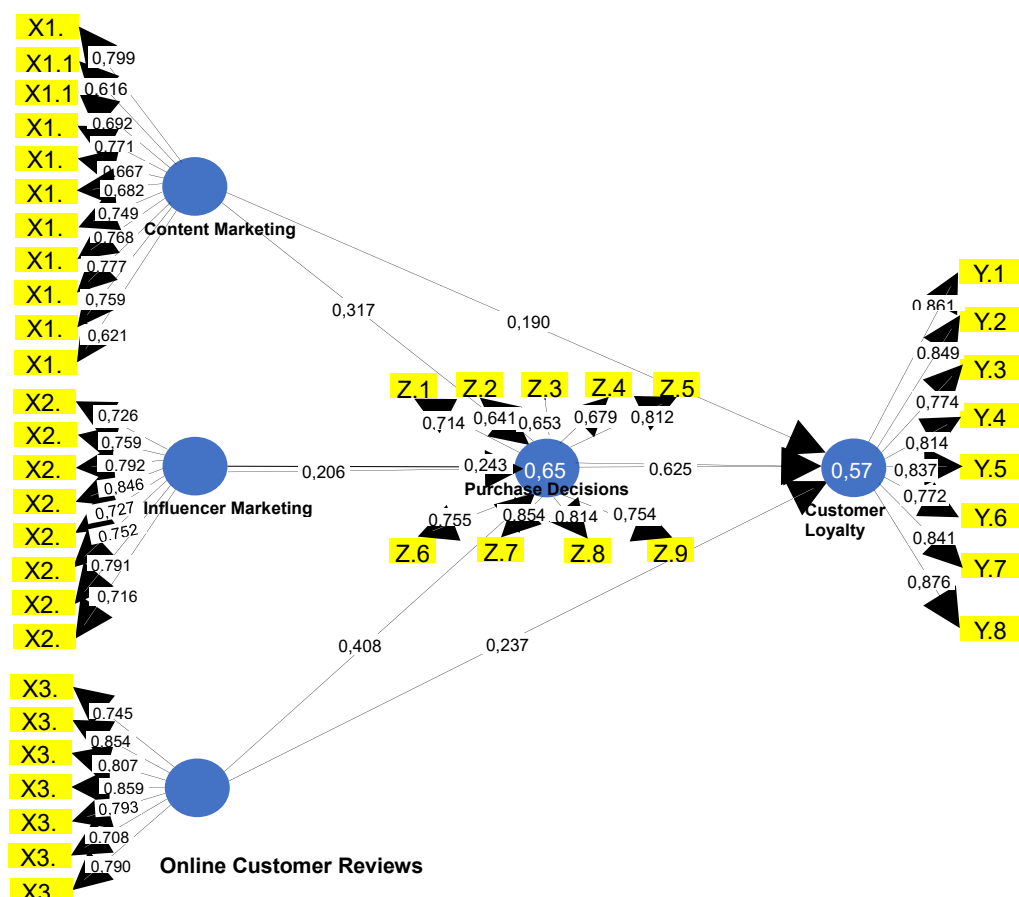 X1.
X1.1
X1.1
X1.
X1.
X1.
X1.
X1.
X1.
X1.
X1.
0,799
0,616
0,692
0,771
0,667
0,682
0,749
0,768
0,777
0,759
0,621
Content Marketing
0,317
0,190
X2.
X2.
X2.
X2.
X2.
X2.
X2.
X2.
0,726
0,759
0,792
0,846
0,727
0,752
0,791
0,716
Influencer Marketing
0,206
0,243
Z.1
Z.2
Z.3
Z.4
Z.5
0,714
0,641
0,653
0,679
0,812
0,65
Purchase Decisions
0,625
0,755
0,854
0,814
0,754
Z.6
Z.7
Z.8
Z.9
0,57
Customer
Loyalty
Y.1
Y.2
Y.3
Y.4
Y.5
Y.6
Y.7
Y.8
0,861
0,849
0,774
0,814
0,837
0,772
0,841
0,876
0,408
0,237
X3.
X3.
X3.
X3.
X3.
X3.
X3.
0,745
0,854
0,807
0,859
0,793
0,708
0,790
Online Customer Reviews